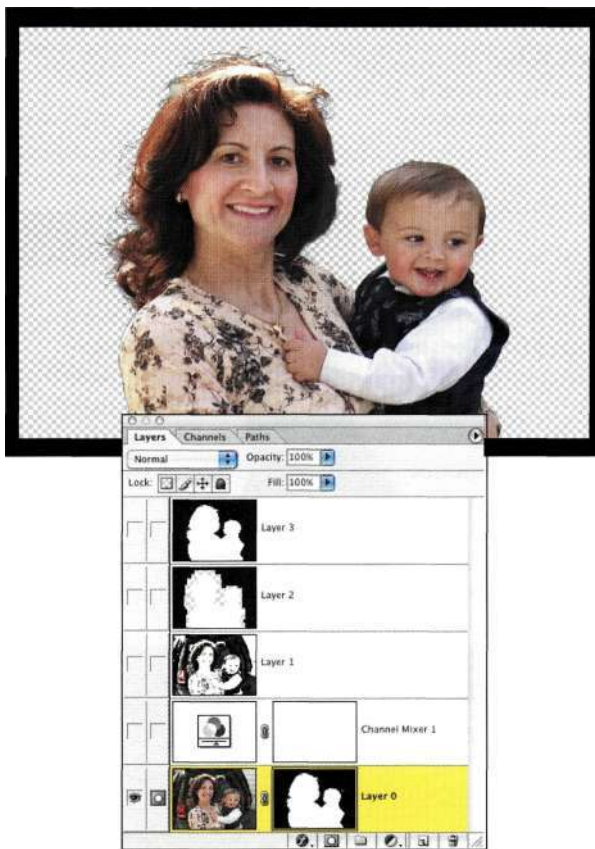 Layers Channels Paths
Normal Opacity: 100%
Lock: Fill: 100%
Layer 3
Layer 2
Layer 1
Channel Mixer 1
Layer 0